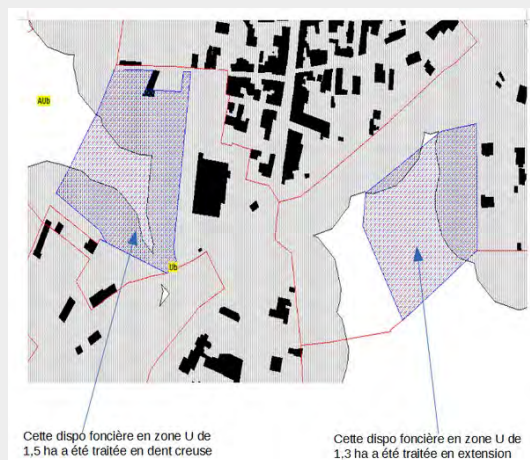 AUb
Ub
Cette dispo foncière en zone U de
1,5 ha a été traitée en dent creuse
Cette dispo foncière en zone U de
1,3 ha a été traitée en extension